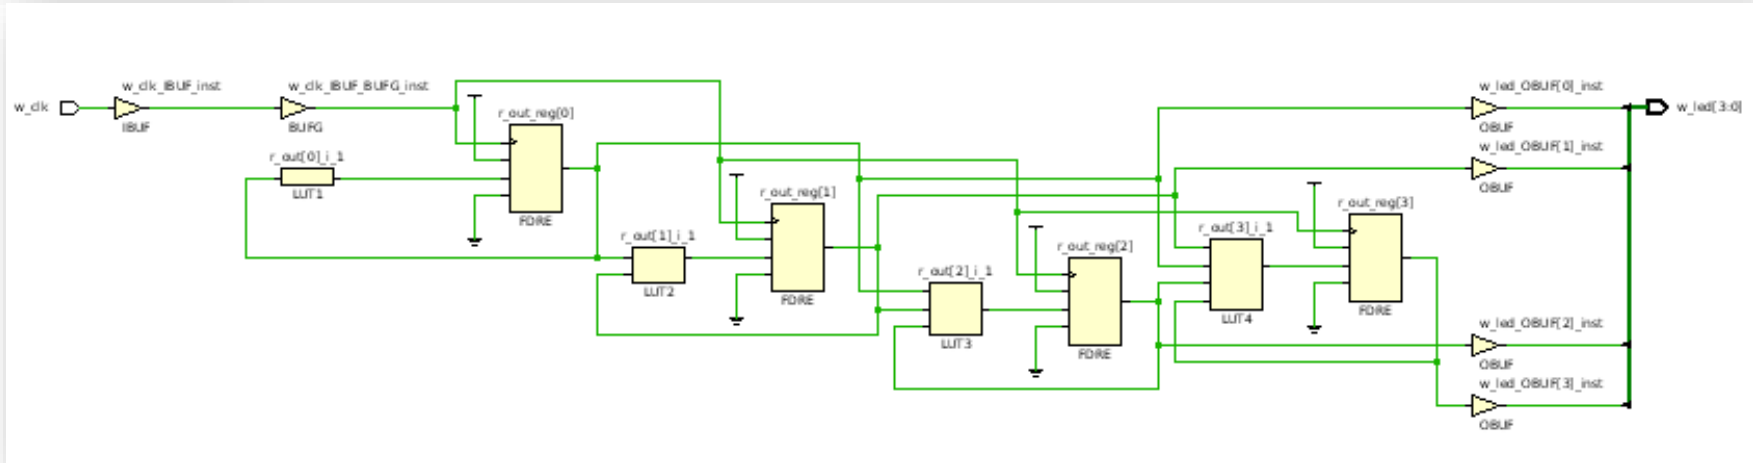 w_clk
w_clk_IBUF_inst
IBUF
w_clk_IBUF_BUFG_inst
BUFG
r_out[0]_i_1
LUT1
r_out_reg[0]
FDRE
r_out[1]_i_1
LUT2
r_out_reg[1]
FDRE
r_out[2]_i_1
LUT3
r_out_reg[2]
FDRE
r_out[3]_i_1
LUT4
r_out_reg[3]
FDRE
w_led_OBUF[0]_inst
OBUF
w_led_OBUF[1]_inst
OBUF
w_led_OBUF[2]_inst
OBUF
w_led_OBUF[3]_inst
OBUF
w_led[3:0]